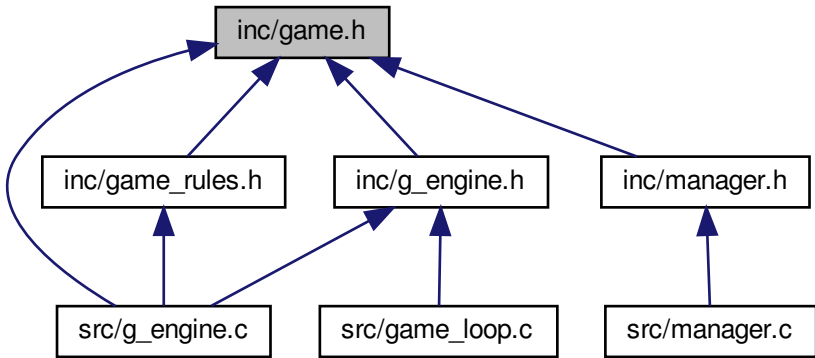 inc/game.h
inc/game_rules.h
inc/g_engine.h
inc/manager.h
src/g_engine.c
src/game_loop.c
src/manager.c